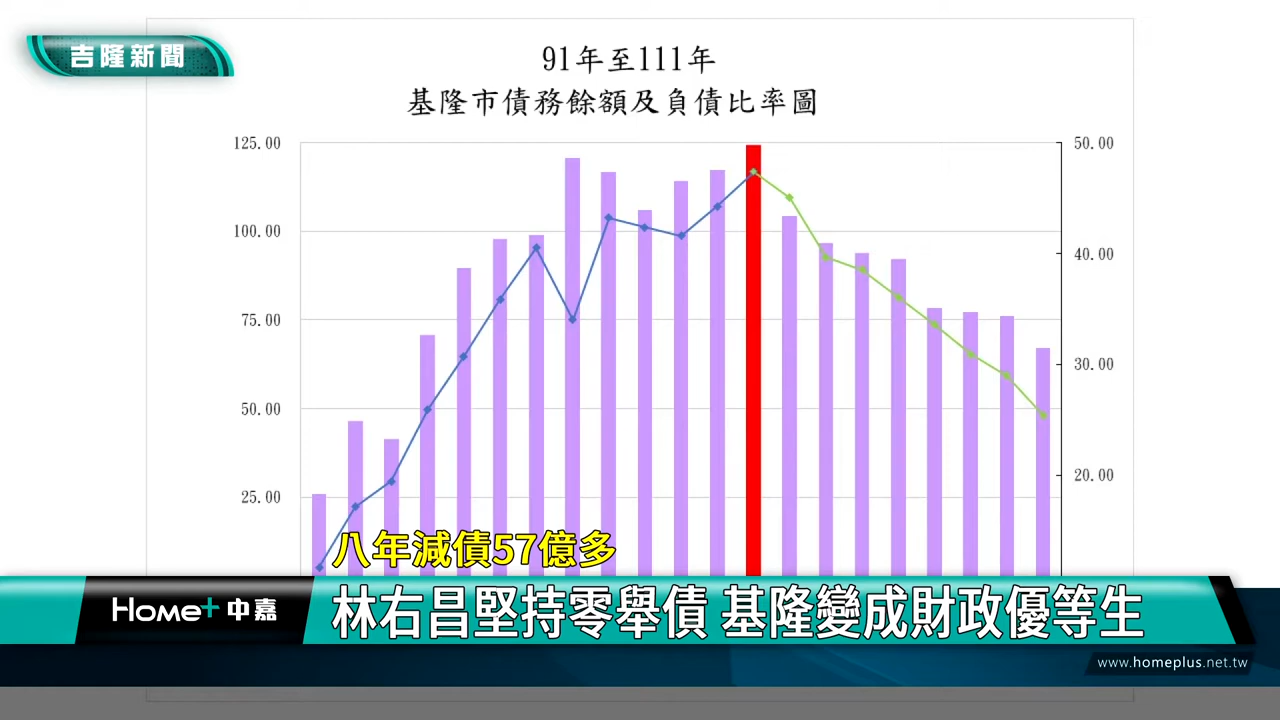 吉隆新聞
91年至111年
基隆市債務餘額及負債比率圖
125.00
100.00
75.00
50.00
25.00
50.00
40.00
30.00
20.00
八年減債57億多
林右昌堅持零舉債 基隆變成財政優等生
Home+ 中嘉
www.homeplus.net.tw